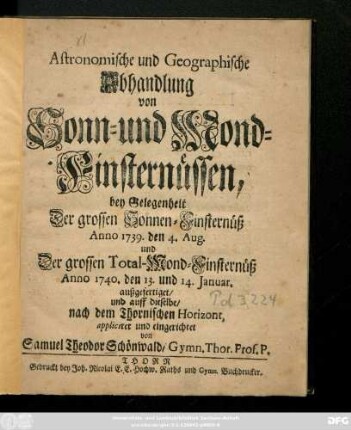 Astronomische und Geographische
Abhandlung
von
Sonn-und Mond-
Finsternüssen,
bey Gelegenheit
Der grossen Sonnen-Finsternüß
Anno 1739. den 4. Aug.
und
Der grossen Total-Mond-Finsternüß
Anno 1740. den 13. und 14. Januar.
außgefertiget/
und auff dieselbe/
nach dem Thornischen Horizont,
appliciret und eingerichtet
von
Samuel Theodor Schönwald/ Gymn. Thor. Prof. P.
THORN
Gedruckt bey Joh. Nicolai E. E. Hochw. Raths und Gymn. Buchdrucker.